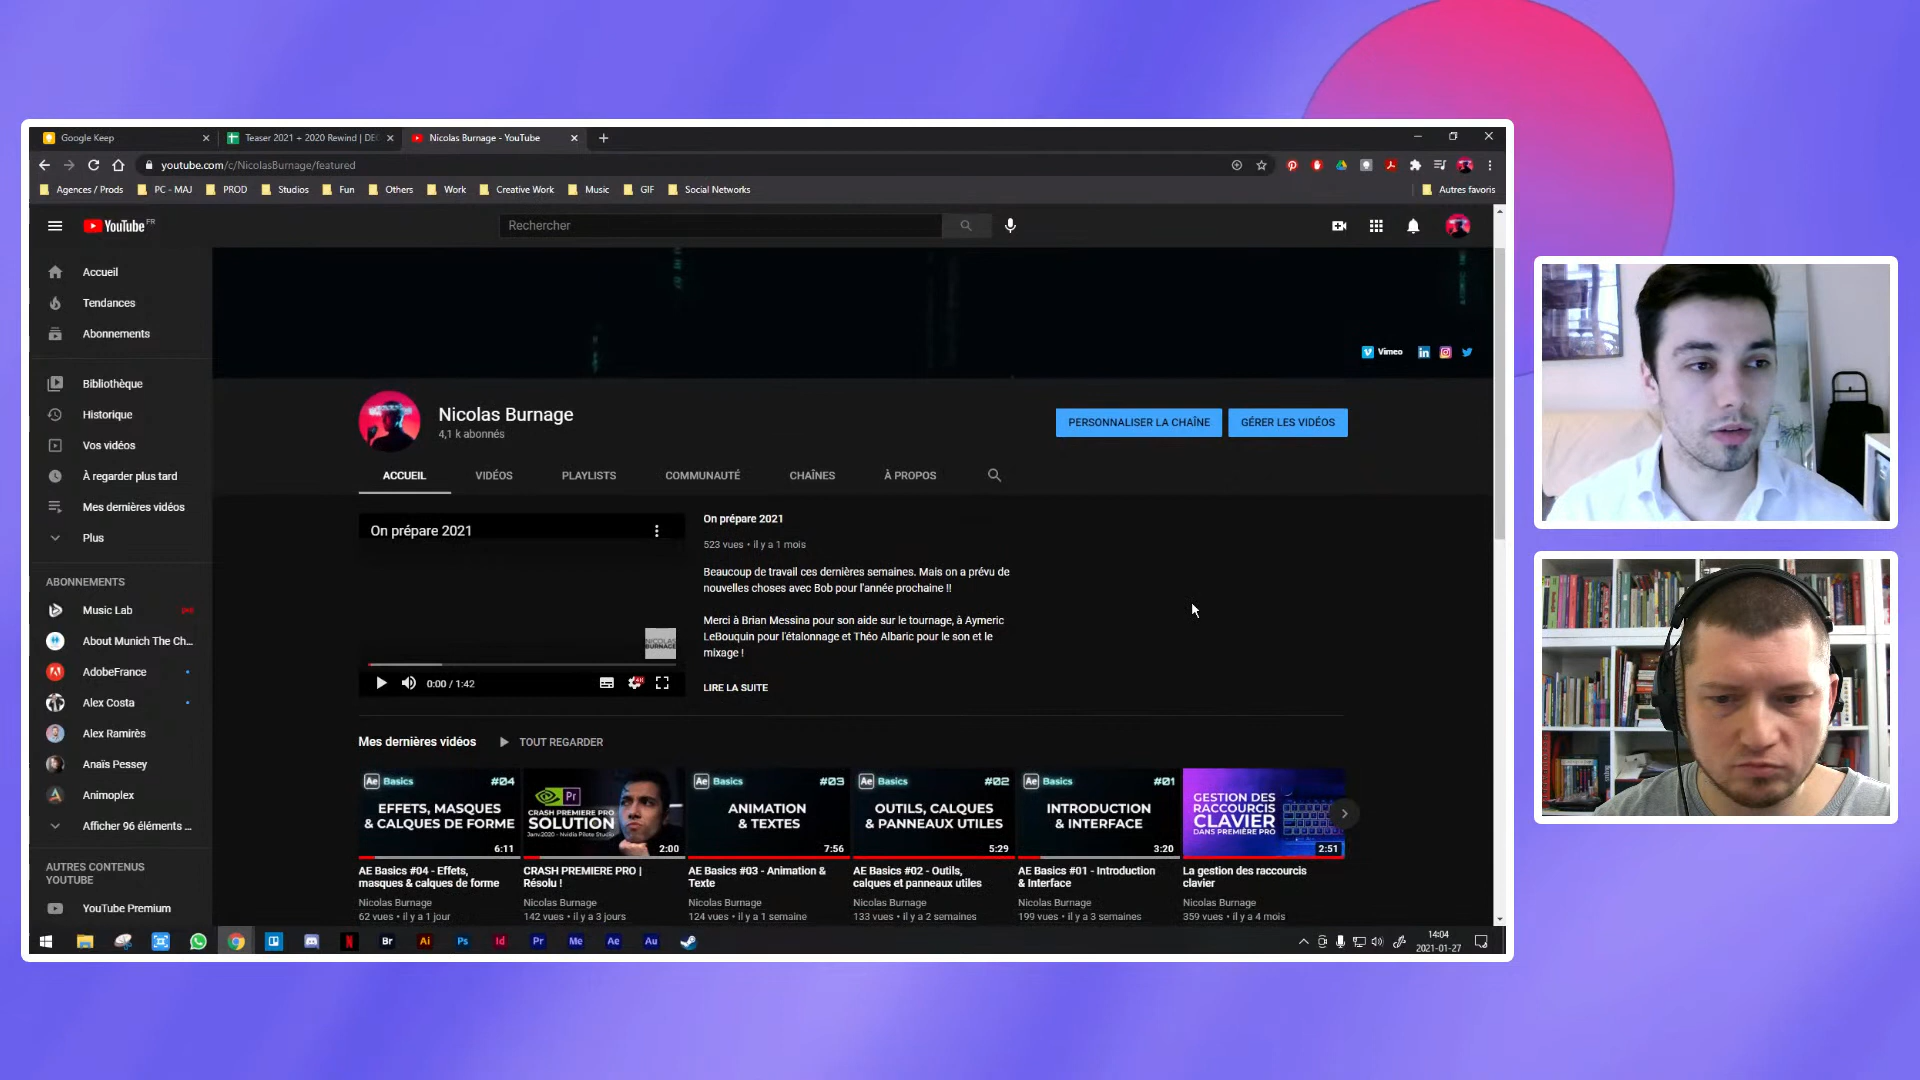 Google Keep
Teaser 2021 + 2020 Rewind | DEC
Nicolas Burnage - YouTube
youtube.com/c/NicolasBurnage/featured
Agences / Prods
PC - MAJ
PROD
Studios
Fun
Others
Work
Creative Work
Music
GIF
Social Networks
Autres favoris
YouTube FR
Rechercher
Accueil
Tendances
Abonnements
Bibliothèque
Historique
Vos vidéos
À regarder plus tard
Mes dernières vidéos
Plus
ABONNEMENTS
Music Lab
About Munich The Ch...
AdobeFrance
Alex Costa
Alex Ramirès
Anaïs Pessey
Animoplex
Afficher 96 éléments ...
AUTRES CONTENUS
YOUTUBE
YouTube Premium
Vimeo
Nicolas Burnage
4,1 k abonnés
PERSONNALISER LA CHAÎNE
GÉRER LES VIDÉOS
ACCUEIL
VIDÉOS
PLAYLISTS
COMMUNAUTÉ
CHAÎNES
À PROPOS
On prépare 2021
NICOLAS
BURNAGE
0:00 / 1:42
4K
On prépare 2021
523 vues • il y a 1 mois
Beaucoup de travail ces dernières semaines. Mais on a prévu de
nouvelles choses avec Bob pour l'année prochaine !!
Merci à Brian Messina pour son aide sur le tournage, à Aymeric
LeBouquin pour l'étalonnage et Théo Albaric pour le son et le
mixage !
LIRE LA SUITE
Mes dernières vidéos
TOUT REGARDER
Ae Basics #04
EFFETS, MASQUES
& CALQUES DE FORME
6:11
AE Basics #04 - Effets,
masques & calques de forme
Nicolas Burnage
62 vues • il y a 1 jour
Pr
CRASH PREMIERE PRO
SOLUTION
Janv.2020 - Nvidia Pilote Studio
2:00
CRASH PREMIERE PRO |
Résolu !
Nicolas Burnage
142 vues • il y a 3 jours
Ae Basics #03
ANIMATION
& TEXTES
7:56
AE Basics #03 - Animation &
Texte
Nicolas Burnage
124 vues • il y a 1 semaine
Ae Basics #02
OUTILS, CALQUES
& PANNEAUX UTILES
5:29
AE Basics #02 - Outils,
calques et panneaux utiles
Nicolas Burnage
133 vues • il y a 2 semaines
Ae Basics #01
INTRODUCTION
& INTERFACE
3:20
AE Basics #01 - Introduction
& Interface
Nicolas Burnage
199 vues • il y a 3 semaines
GESTION DES
RACCOURCIS
CLAVIER
DANS PREMIÈRE PRO
2:51
La gestion des raccourcis
clavier
Nicolas Burnage
359 vues • il y a 4 mois
Br
Ai
Ps
Id
Pr
Me
Ae
Au
14:04
2021-01-27